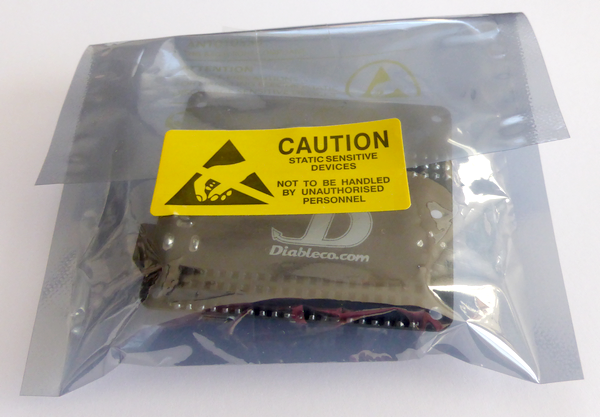 CAUTION
STATIC SENSITIVE
DEVICES
NOT TO BE HANDLED
BY UNAUTHORISED
PERSONNEL
Diableco.com